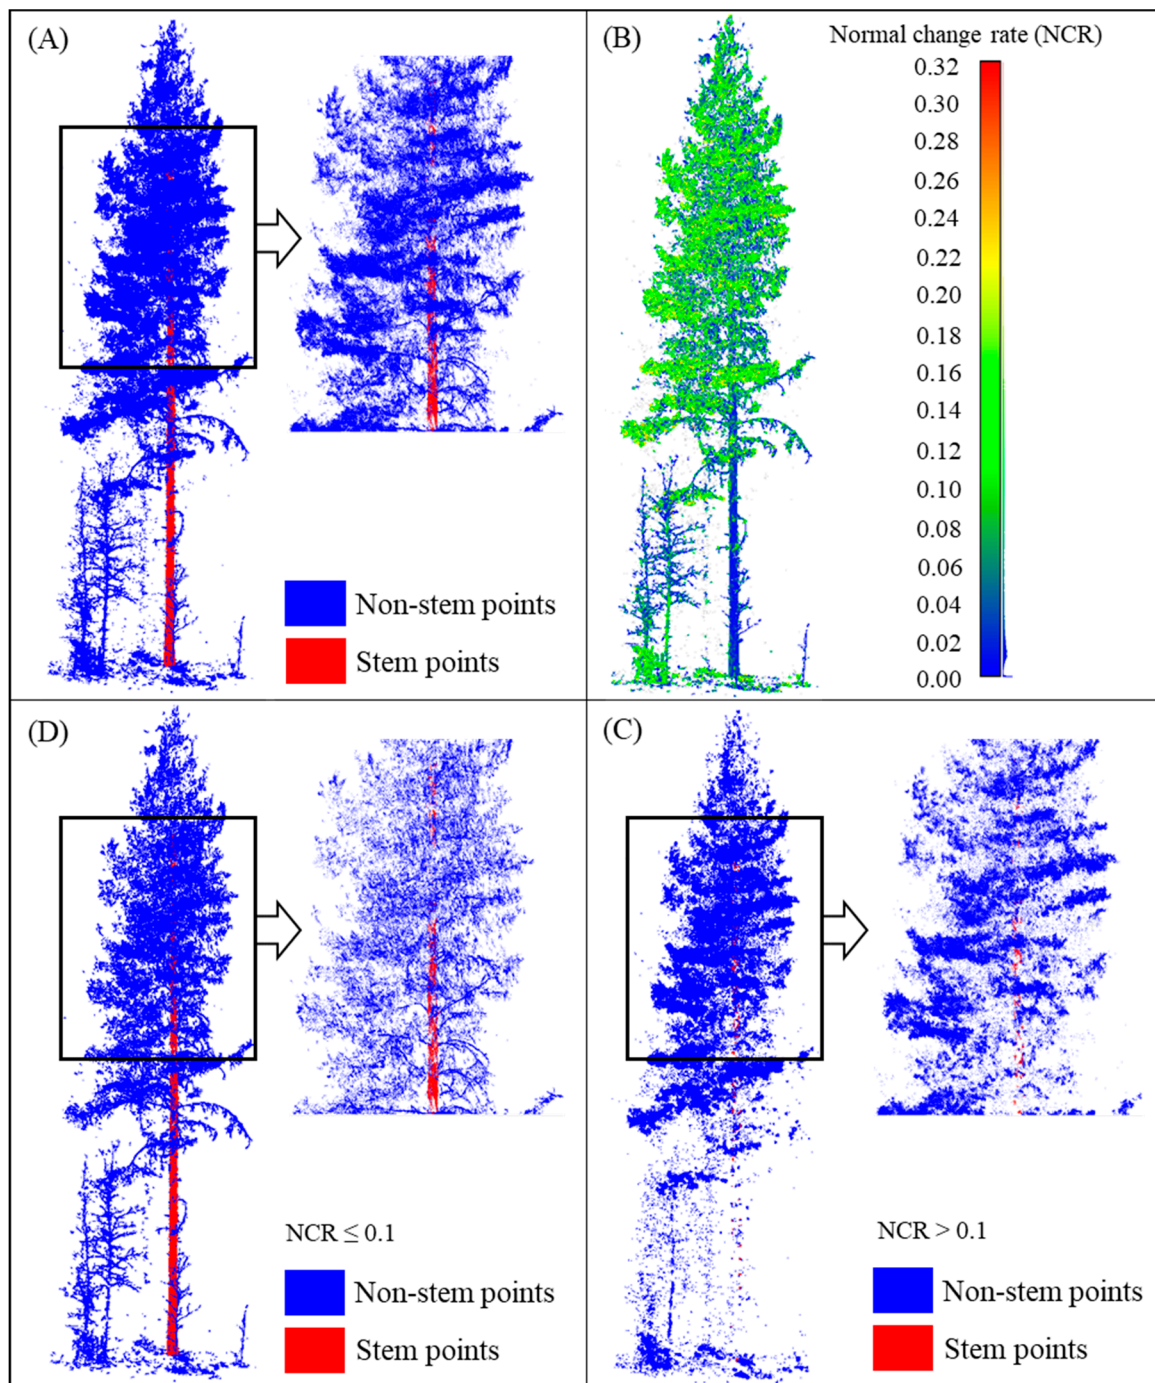 (A)
Non-stem points
Stem points
(B)
Normal change rate (NCR)
0.32
0.30
0.28
0.26
0.24
0.22
0.20
0.18
0.16
0.14
0.12
0.10
0.08
0.06
0.04
0.02
0.00
(D)
NCR ≤ 0.1
Non-stem points
Stem points
(C)
NCR > 0.1
Non-stem points
Stem points